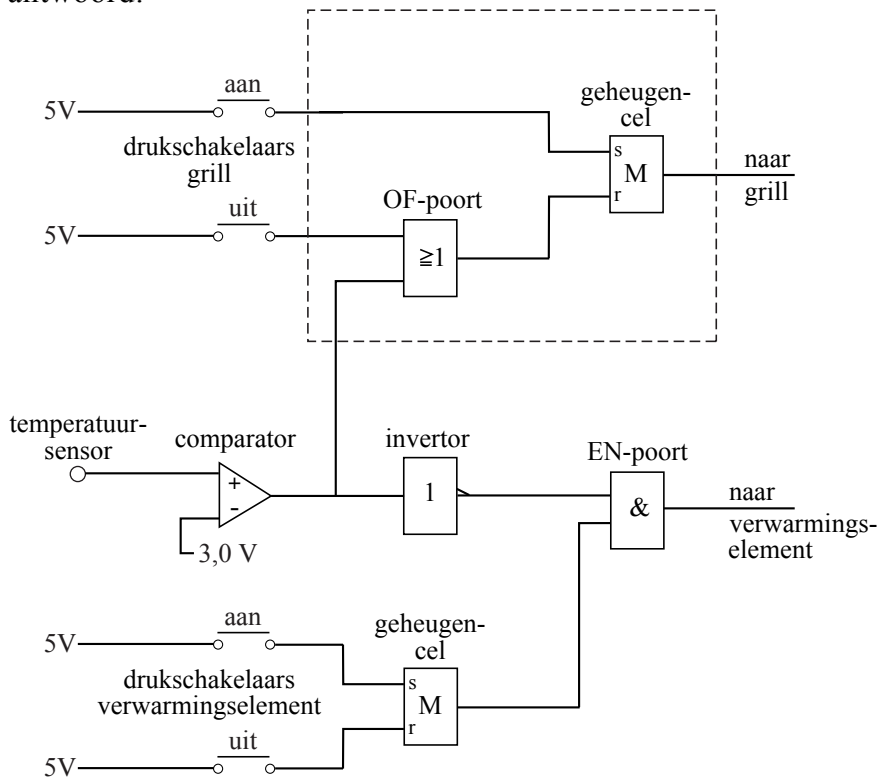 antwoord.
aan
5V
drukschakelaars
grill
geheugen-
cel
s
M
r
naar
grill
OF-poort
uit
5V
≧1
temperatuur-
sensor
comparator
+
-
3,0 V
invertor
1
EN-poort
&
naar
verwarmings-
element
aan
5V
drukschakelaars
verwarmingselement
geheugen-
cel
s
M
r
uit
5V